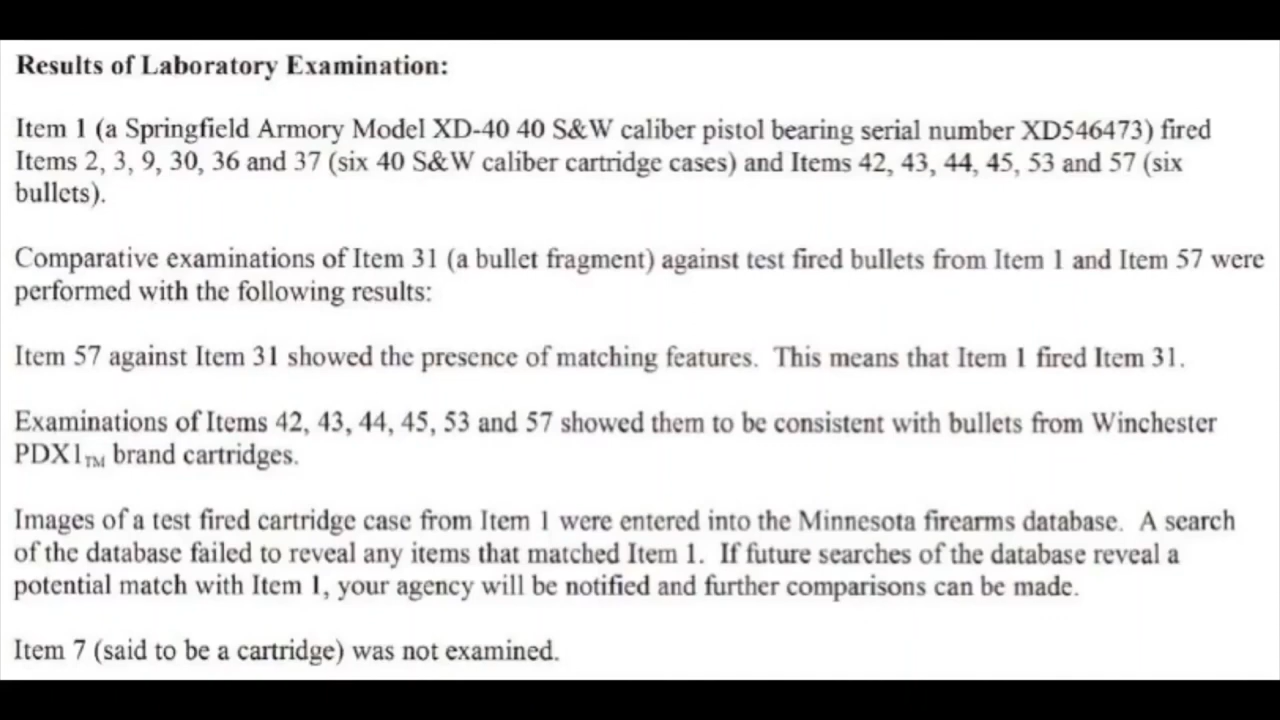 Results of Laboratory Examination:
Item 1 (a Springfield Armory Model XD-40 40 S&W caliber pistol bearing serial number XD546473) fired
Items 2, 3, 9, 30, 36 and 37 (six 40 S&W caliber cartridge cases) and Items 42, 43, 44, 45, 53 and 57 (six
bullets).
Comparative examinations of Item 31 (a bullet fragment) against test fired bullets from Item 1 and Item 57 were
performed with the following results:
Item 57 against Item 31 showed the presence of matching features. This means that Item 1 fired Item 31.
Examinations of Items 42, 43, 44, 45, 53 and 57 showed them to be consistent with bullets from Winchester
PDX1TM brand cartridges.
Images of a test fired cartridge case from Item 1 were entered into the Minnesota firearms database. A search
of the database failed to reveal any items that matched Item 1. If future searches of the database reveal a
potential match with Item 1, your agency will be notified and further comparisons can be made.
Item 7 (said to be a cartridge) was not examined.